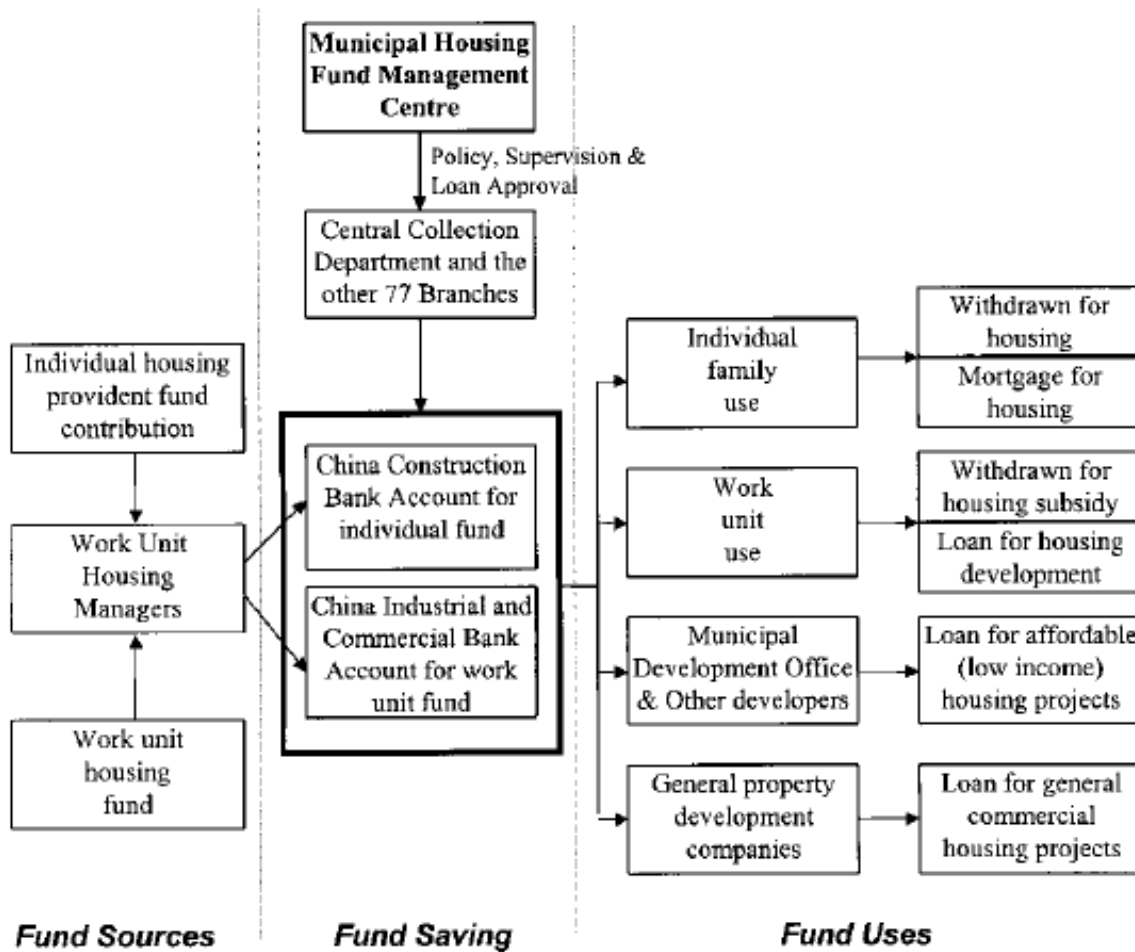 Municipal Housing
Fund Management
Centre
Policy, Supervision &
Loan Approval
Central Collection
Department and the
other 77 Branches
Individual housing
provident fund
contribution
Work Unit
Housing
Managers
Work unit
housing
fund
China Construction
Bank Account for
individual fund
China Industrial and
Commercial Bank
Account for work
unit fund
Individual
family
use
Withdrawn for
housing
Mortgage for
housing
Work
unit
use
Withdrawn for
housing subsidy
Loan for housing
development
Municipal
Development Office
& Other developers
Loan for affordable
(low income)
housing projects
General property
development
companies
Loan for general
commercial
housing projects
Fund Sources
Fund Saving
Fund Uses